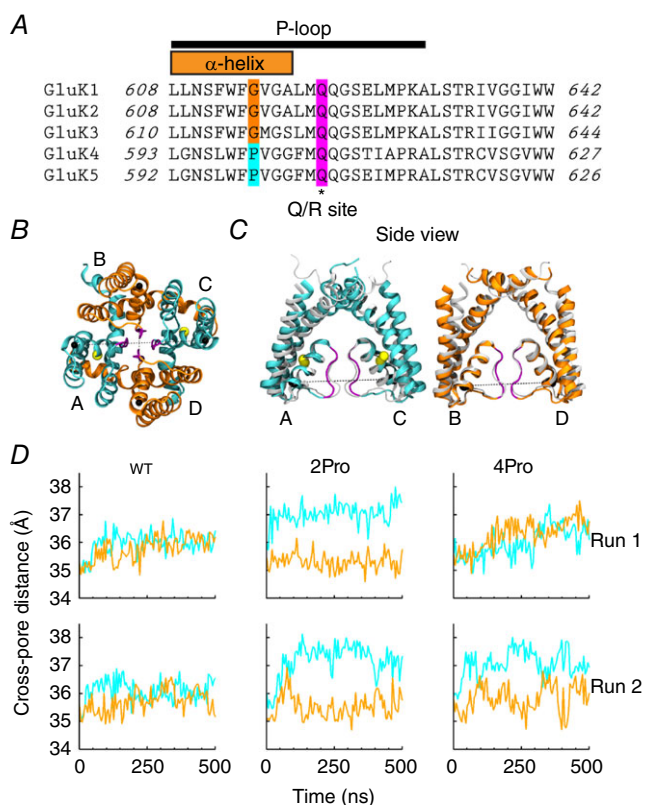 A
P-loop
α-helix
GluK1 608 LLNSFWFGVGALMQQGSELMPKALSTRIVGGIWW 642
GluK2 608 LLNSFWFGVGALMQQGSELMPKALSTRIVGGIWW 642
GluK3 610 LLNSFWFGMGSLMQQGSELMPKALSTRIIGGIWW 644
GluK4 593 LGNSLWFPVGGFMQQGSTIAPRALSTRCVSGVWW 627
GluK5 592 LGNSLWFPVGGFMQQGSEIMPRALSTRCVSGVWW 626
*
Q/R site
B
C
Side view
B
C
A
D
A
C
B
D
D
WT
2Pro
4Pro
Cross-pore distance (Å)
38
37
36
35
34
Run 1
38
37
36
35
34
Run 2
0 250 500
0 250 500
0 250 500
Time (ns)